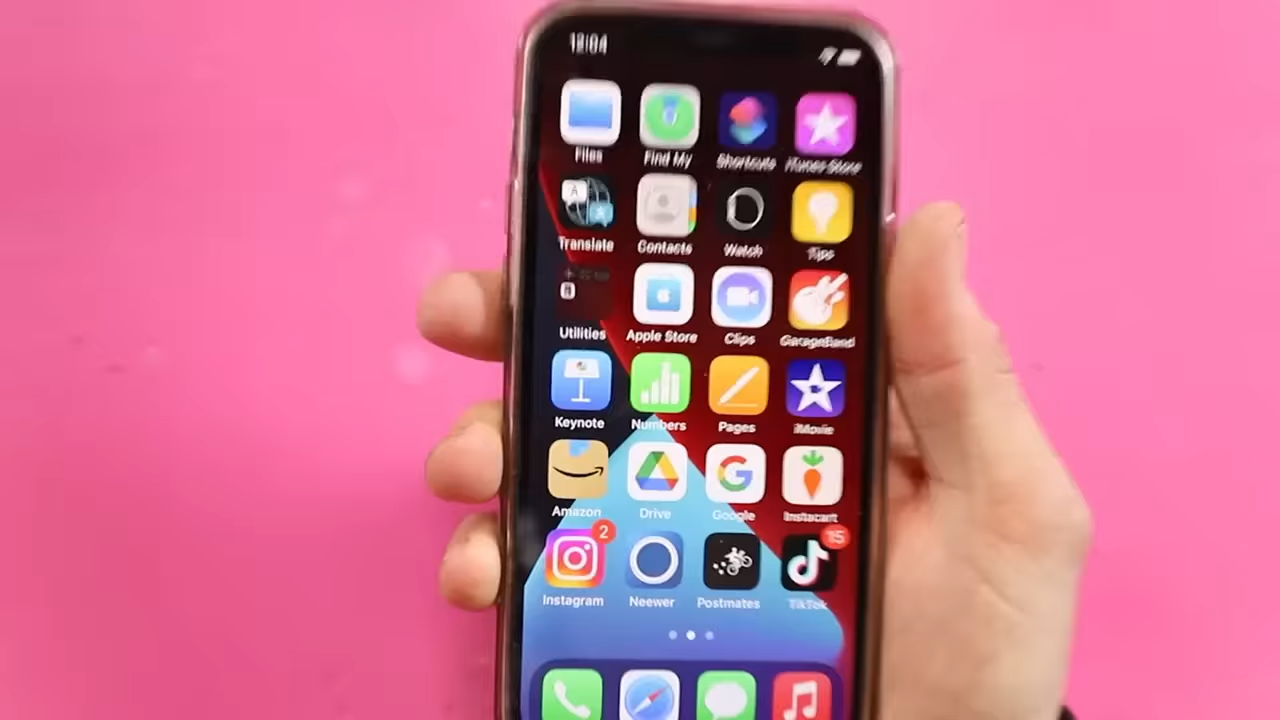 12:04
Files Find My Shortcuts iTunes Store
Translate Contacts Watch Tips
Utilities Apple Store Clips GarageBand
Keynote Numbers Pages iMovie
Amazon Drive Google Instacart
2 15
Instagram Neewer Postmates TikTok